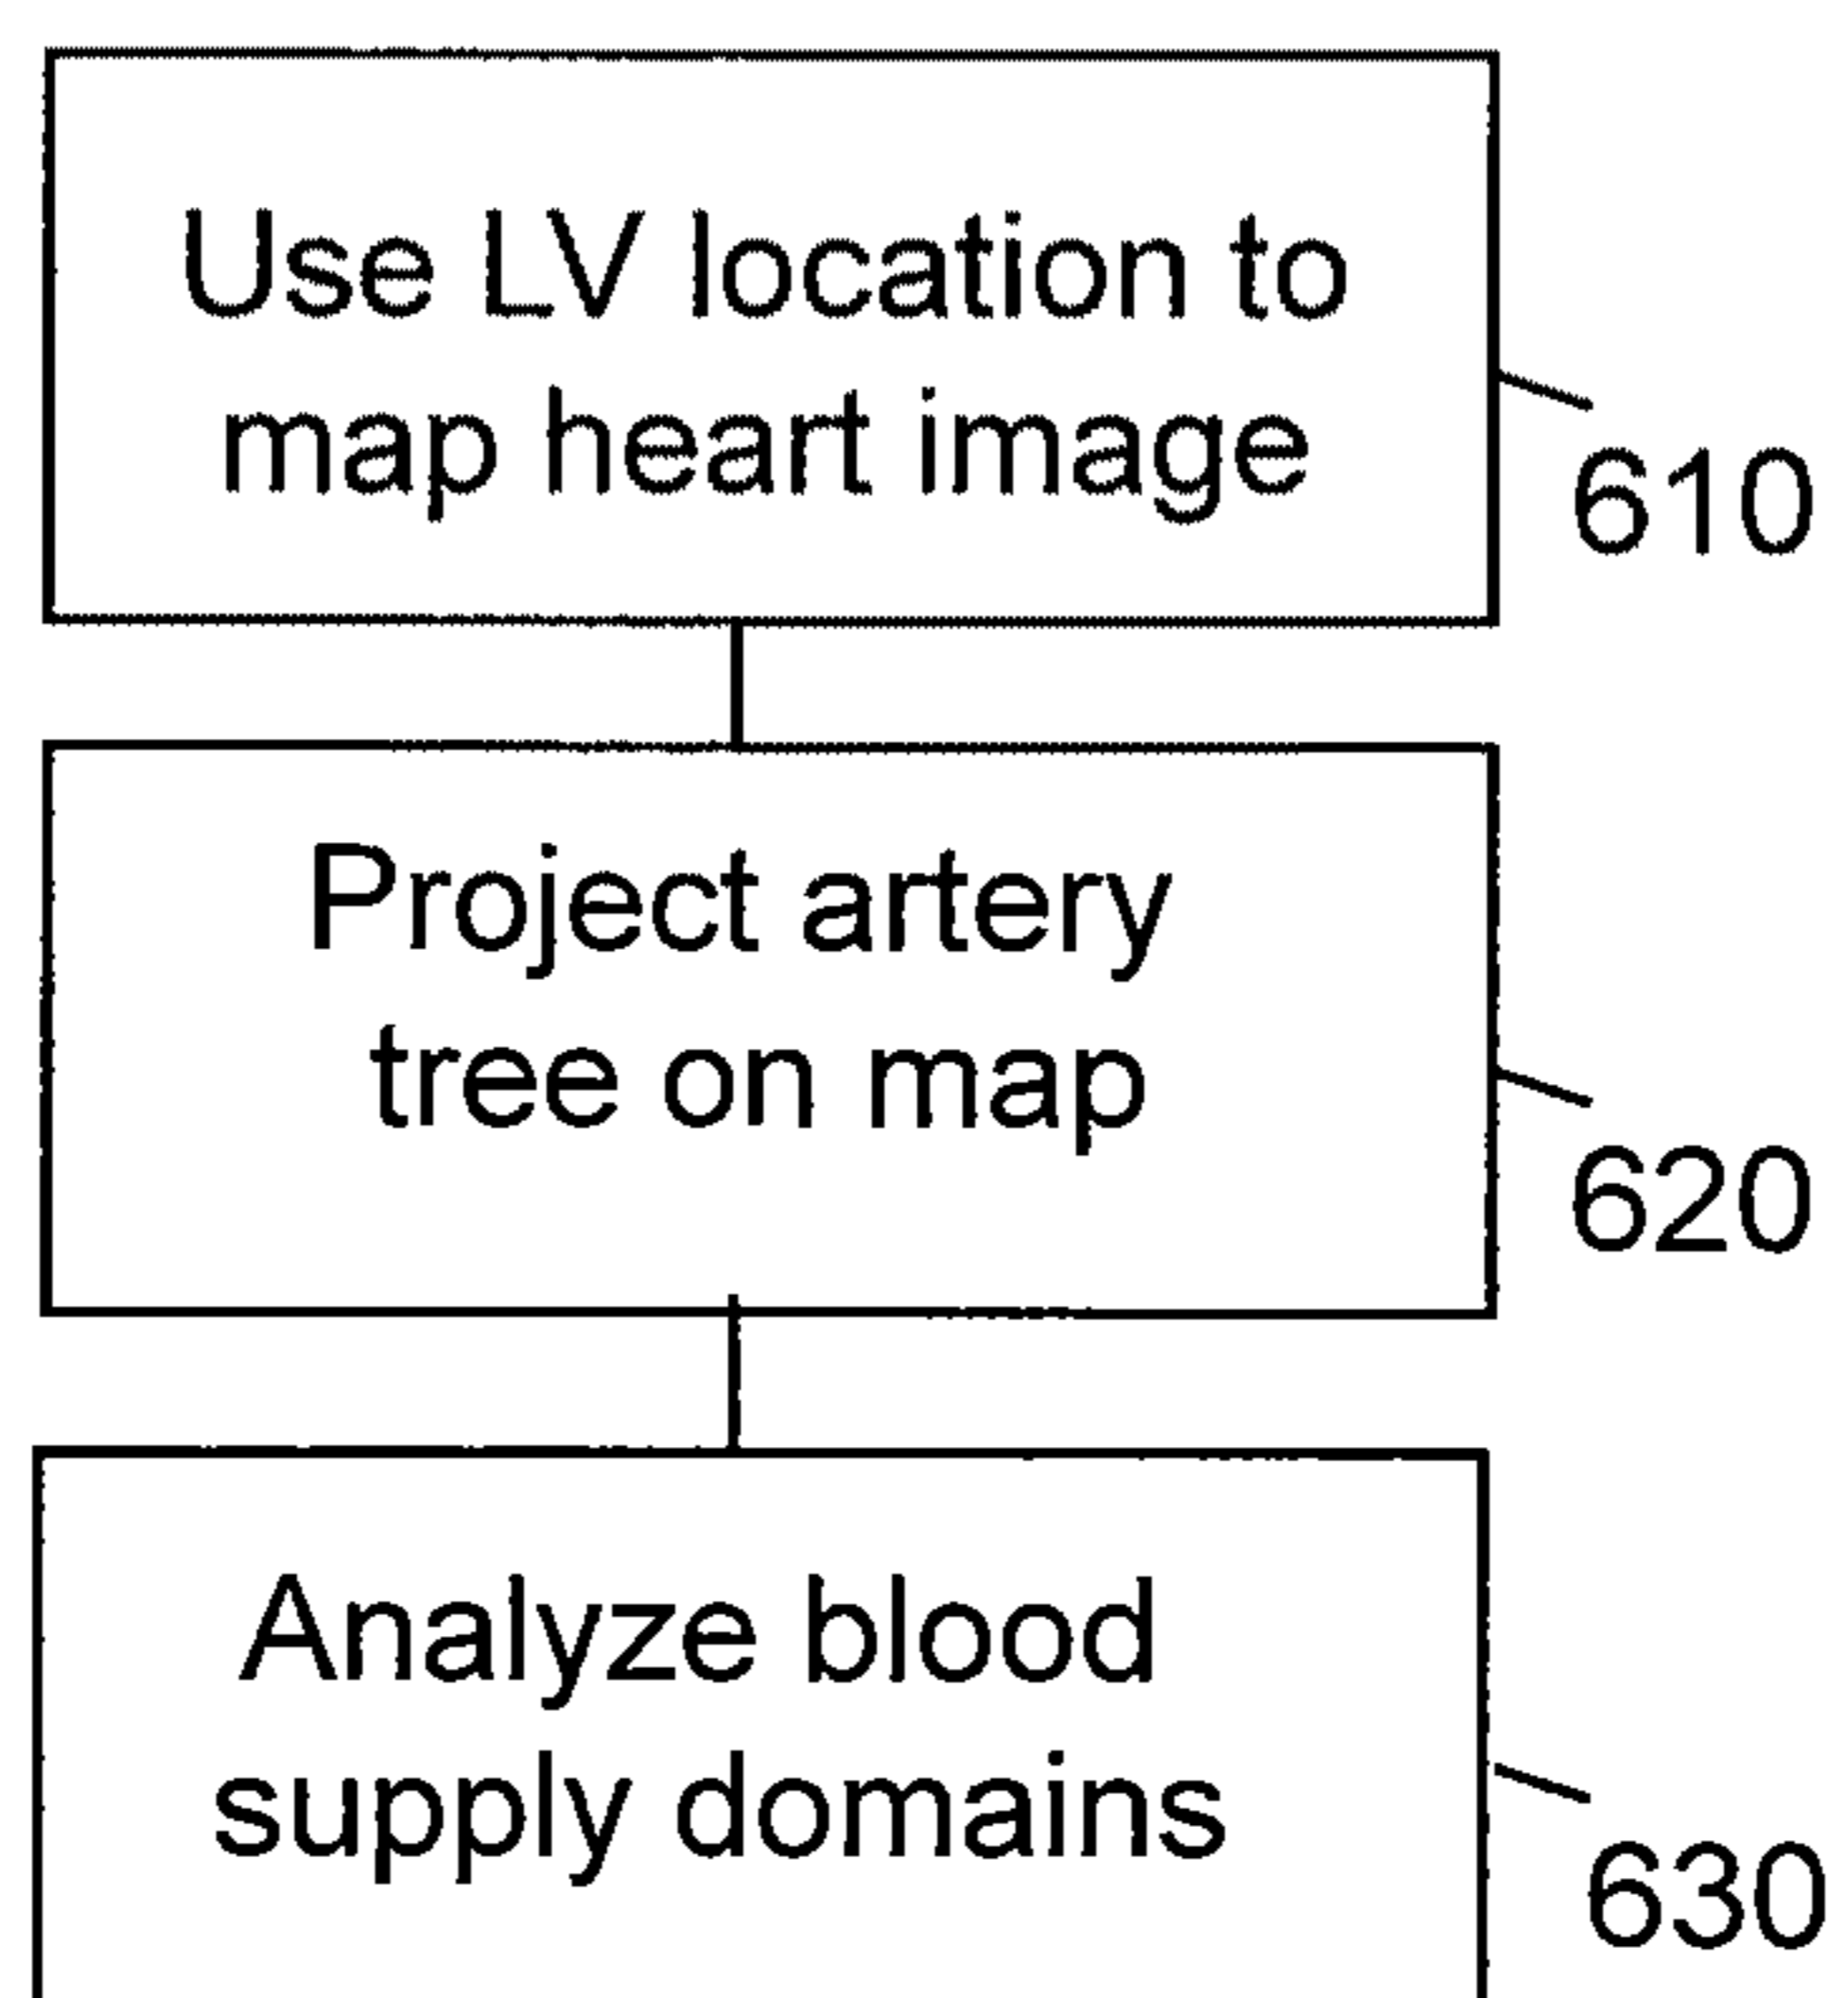 Use LV location to
map heart image
610
Project artery
tree on map
620
Analyze blood
supply domains
630